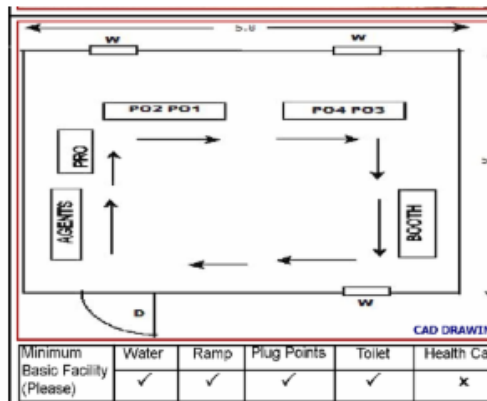 5.0
W W
PO2 PO1 PO4 PO3
PRO
AGENTS
BOOTH
W
D
CAD DRAWIN
Minimum Basic Facility (Please) Water Ramp Plug Points Toilet Health Ca
✓ ✓ ✓ ✓ x